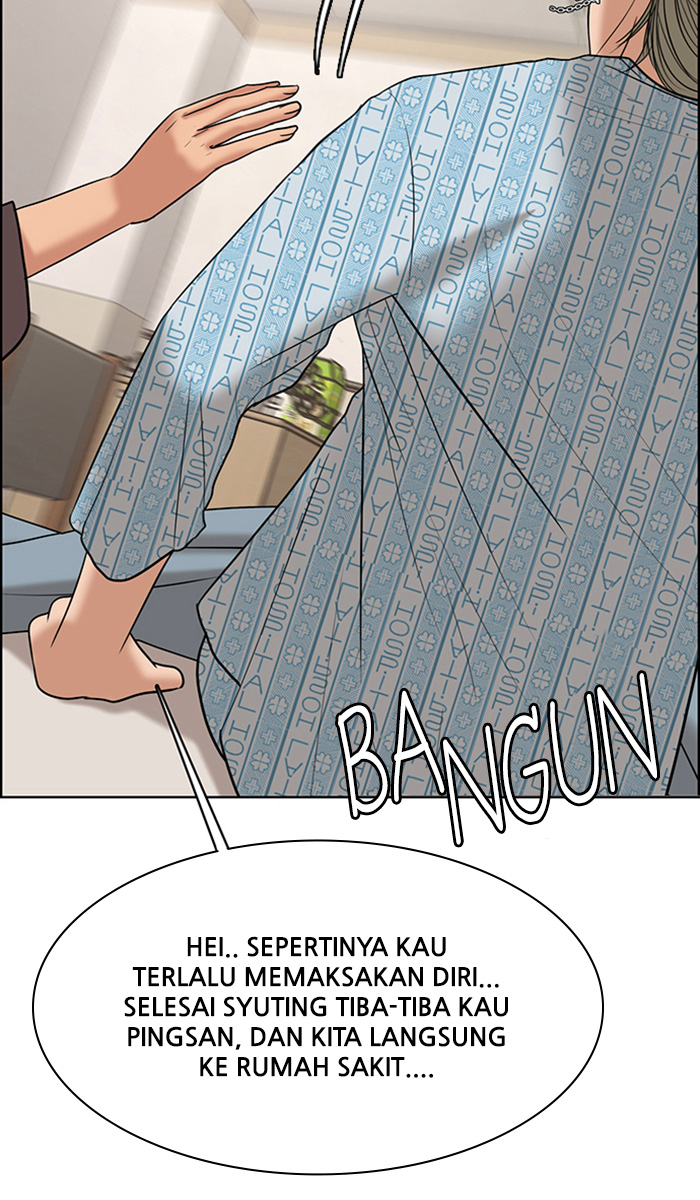 BANGUN
HEI.. SEPERTINYA KAU
TERLALU MEMAKSAKAN DIRI...
SELESAI SYUTING TIBA-TIBA KAU
PINGSAN, DAN KITA LANGSUNG
KE RUMAH SAKIT....